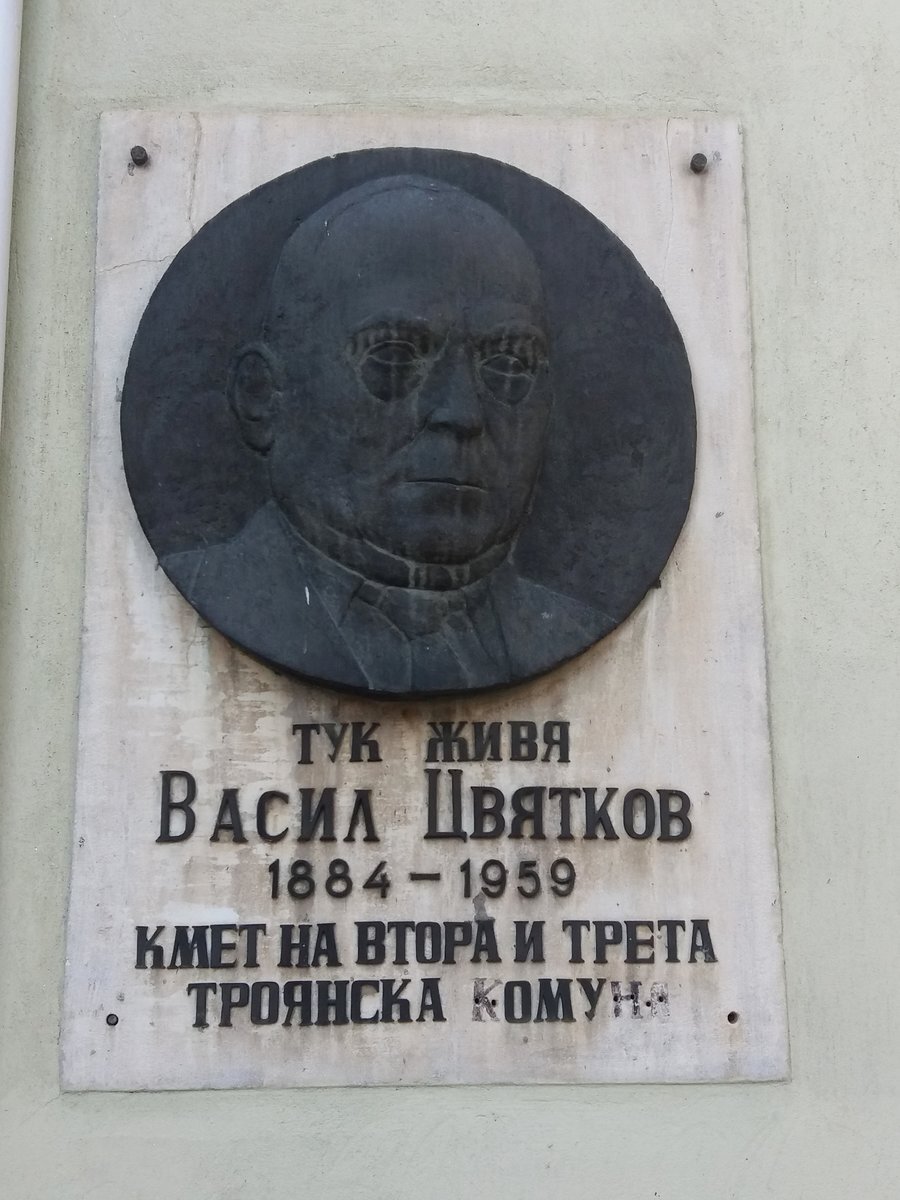 ТУК ЖИВЯ
ВАСИЛ ЦВЯТКОВ
1884 – 1959
КМЕТ НА ВТОРА И ТРЕТА
ТРОЯНСКА КОМУНА